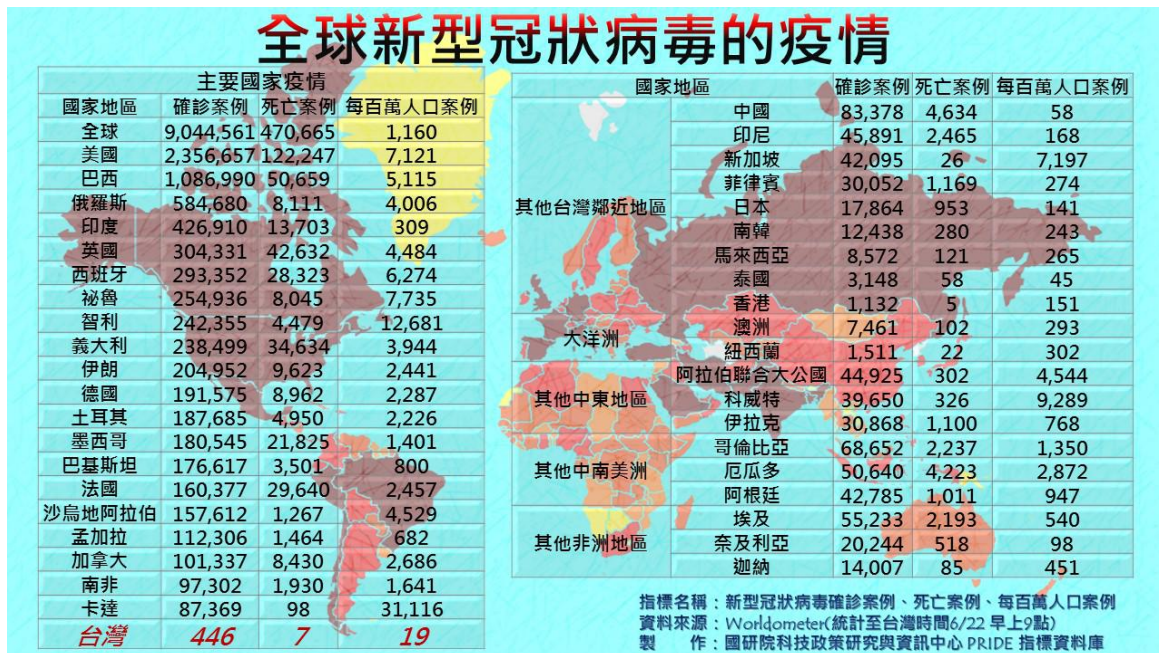 全球新型冠狀病毒的疫情
主要國家疫情
國家地區 確診案例 死亡案例 每百萬人口案例
全球 9,044,561 470,665 1,160
美國 2,356,657 122,247 7,121
巴西 1,086,990 50,659 5,115
俄羅斯 584,680 8,111 4,006
印度 426,910 13,703 309
英國 304,331 42,632 4,484
西班牙 293,352 28,323 6,274
祕魯 254,936 8,045 7,735
智利 242,355 4,479 12,681
義大利 238,499 34,634 3,944
伊朗 204,952 9,623 2,441
德國 191,575 8,962 2,287
土耳其 187,685 4,950 2,226
墨西哥 180,545 21,825 1,401
巴基斯坦 176,617 3,501 800
法國 160,377 29,640 2,457
沙烏地阿拉伯 157,612 1,267 4,529
孟加拉 112,306 1,464 682
加拿大 101,337 8,430 2,686
南非 97,302 1,930 1,641
卡達 87,369 98 31,116
台灣 446 7 19
國家地區 確診案例 死亡案例 每百萬人口案例
其他台灣鄰近地區
中國 83,378 4,634 58
印尼 45,891 2,465 168
新加坡 42,095 26 7,197
菲律賓 30,052 1,169 274
日本 17,864 953 141
南韓 12,438 280 243
馬來西亞 8,572 121 265
泰國 3,148 58 45
香港 1,132 5 151
大洋洲
澳洲 7,461 102 293
紐西蘭 1,511 22 302
其他中東地區
阿拉伯聯合大公國 44,925 302 4,544
科威特 39,650 326 9,289
伊拉克 30,868 1,100 768
其他中南美洲
哥倫比亞 68,652 2,237 1,350
厄瓜多 50,640 4,223 2,872
阿根廷 42,785 1,011 947
其他非洲地區
埃及 55,233 2,193 540
奈及利亞 20,244 518 98
迦納 14,007 85 451
指標名稱：新型冠狀病毒確診案例、死亡案例、每百萬人口案例
資料來源：Worldometer(統計至台灣時間6/22 早上9點)
製　　作：國研院科技政策研究與資訊中心 PRIDE 指標資料庫